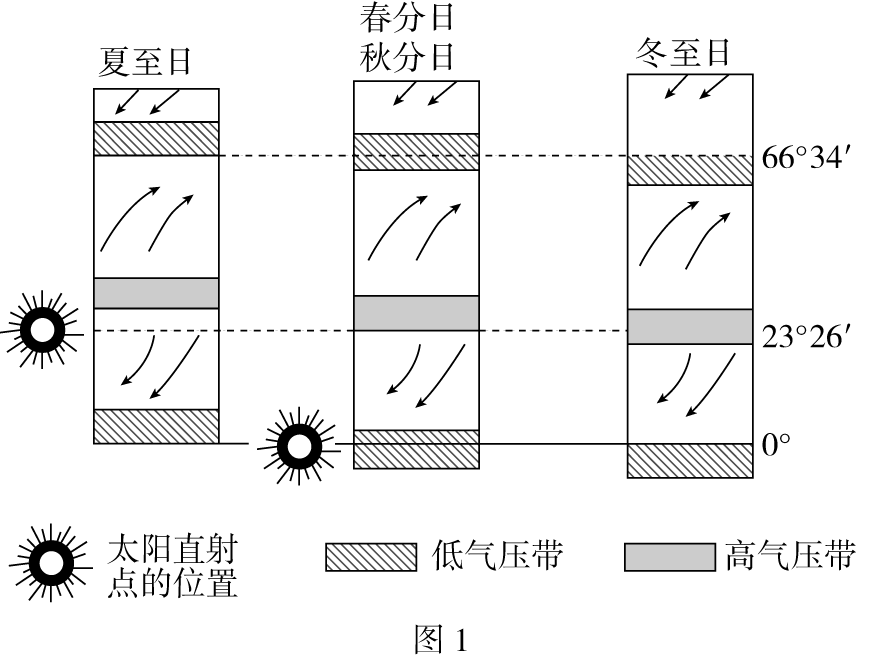 夏至日
春分日
秋分日
冬至日
66°34′
23°26′
0°
太阳直射
点的位置
低气压带
高气压带
图1